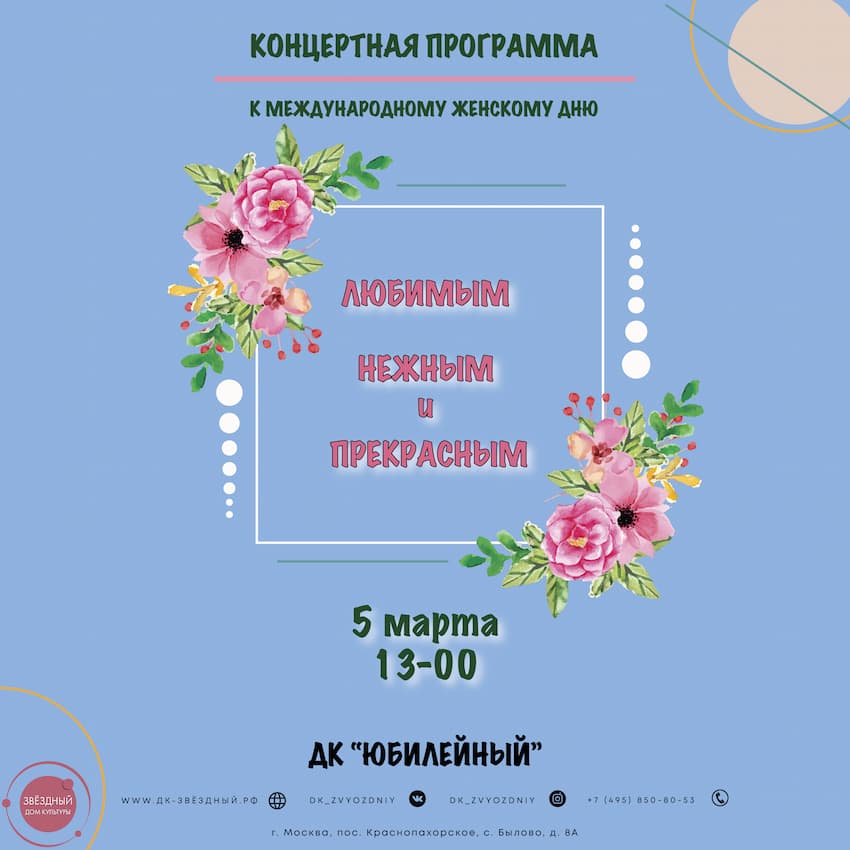 КОНЦЕРТНАЯ ПРОГРАММА
К МЕЖДУНАРОДНОМУ ЖЕНСКОМУ ДНЮ
ЛЮБИМЫМ
НЕЖНЫМ
и
ПРЕКРАСНЫМ
5 марта
13-00
ДК “ЮБИЛЕЙНЫЙ”
ЗВЁЗДНЫЙ
ДОМ КУЛЬТУРЫ
WWW.ДК-ЗВЁЗДНЫЙ.РФ DK_ZVYOZDNIY DK_ZVYOZDNIY +7 (495) 850-80-53
г. Москва, пос. Краснопахорское, с. Былово, д. 8А